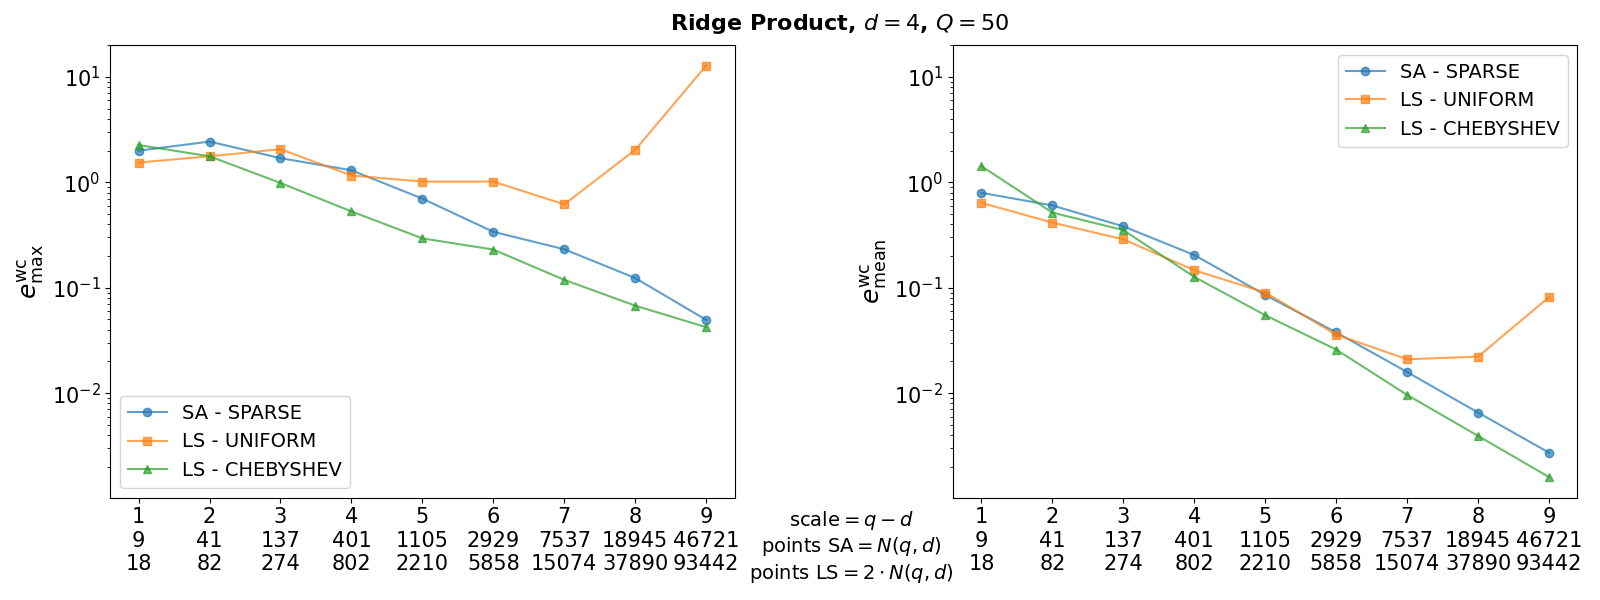 Ridge Product, d = 4, Q = 50
10¹
10⁰
10⁻¹
10⁻²
e^wc_max
SA - SPARSE
LS - UNIFORM
LS - CHEBYSHEV
1 2 3 4 5 6 7 8 9
9 41 137 401 1105 2929 7537 18945 46721
18 82 274 802 2210 5858 15074 37890 93442
scale = q − d
points SA = N(q, d)
points LS = 2 · N(q, d)
10¹
10⁰
10⁻¹
10⁻²
e^wc_mean
SA - SPARSE
LS - UNIFORM
LS - CHEBYSHEV
1 2 3 4 5 6 7 8 9
9 41 137 401 1105 2929 7537 18945 46721
18 82 274 802 2210 5858 15074 37890 93442